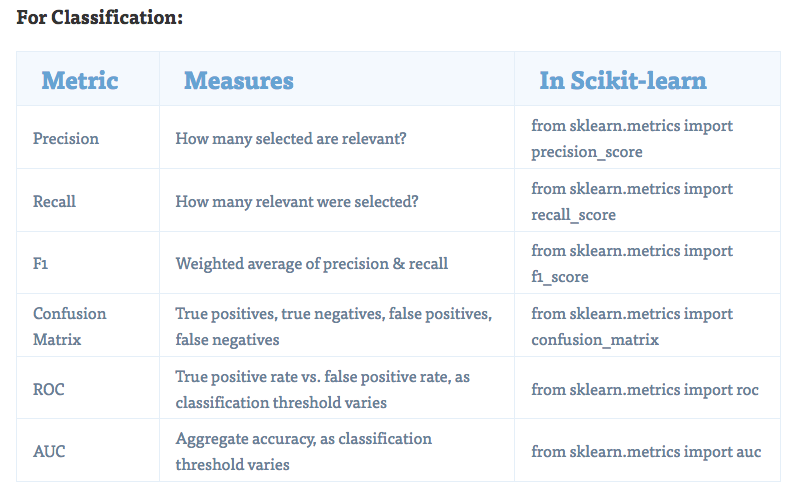 For Classification:
Metric Measures In Scikit-learn
Precision How many selected are relevant? from sklearn.metrics import
precision_score
Recall How many relevant were selected? from sklearn.metrics import
recall_score
F1 Weighted average of precision & recall from sklearn.metrics import
f1_score
Confusion
Matrix True positives, true negatives, false positives,
false negatives from sklearn.metrics import
confusion_matrix
ROC True positive rate vs. false positive rate, as
classification threshold varies from sklearn.metrics import roc
AUC Aggregate accuracy, as classification
threshold varies from sklearn.metrics import auc